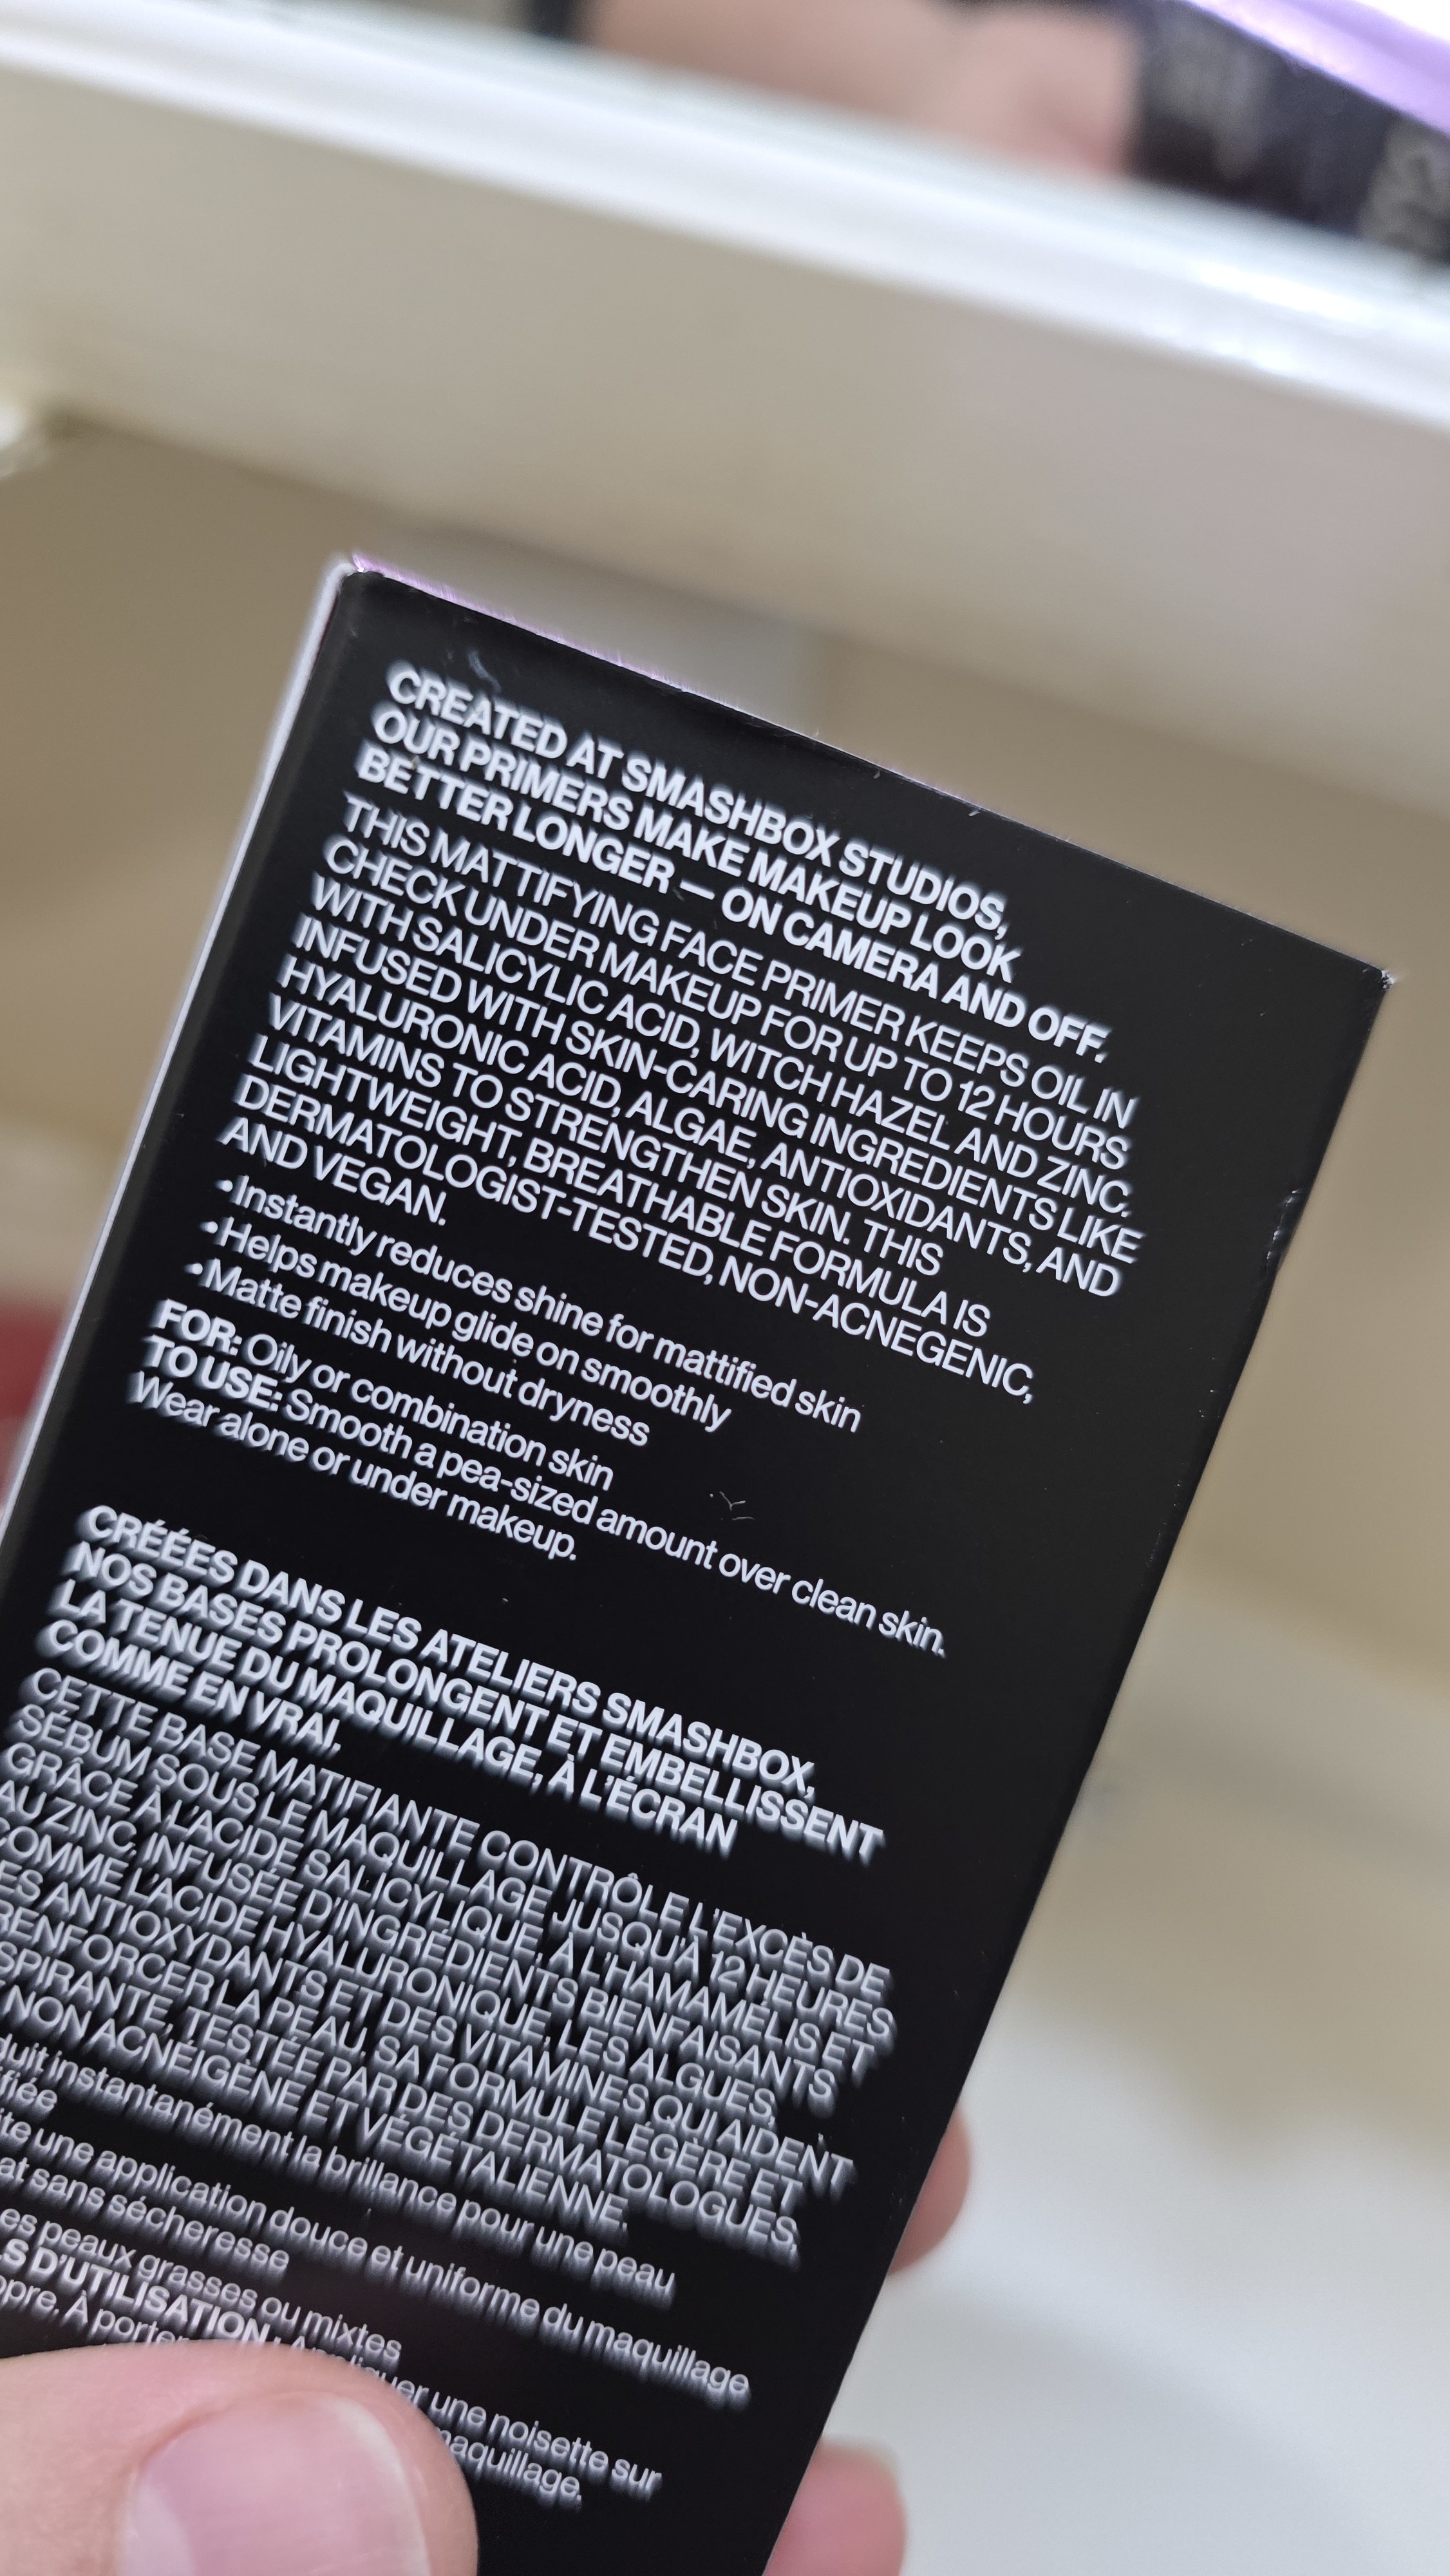 CREATED AT SMASHBOX STUDIOS,
OUR PRIMERS MAKE MAKEUP LOOK
BETTER LONGER — ON CAMERA AND OFF.
THIS MATTIFYING FACE PRIMER KEEPS OIL IN
CHECK UNDER MAKEUP FOR UP TO 12 HOURS
WITH SALICYLIC ACID, WITCH HAZEL AND ZINC.
INFUSED WITH SKIN-CARING INGREDIENTS LIKE
HYALURONIC ACID, ALGAE, ANTIOXIDANTS, AND
VITAMINS TO STRENGTHEN SKIN. THIS
LIGHTWEIGHT, BREATHABLE FORMULA IS
DERMATOLOGIST-TESTED, NON-ACNEGENIC,
AND VEGAN.
•Instantly reduces shine for mattified skin
•Helps makeup glide on smoothly
•Matte finish without dryness
FOR: Oily or combination skin
TO USE: Smooth a pea-sized amount over clean skin.
Wear alone or under makeup.
CRÉÉES DANS LES ATELIERS SMASHBOX,
NOS BASES PROLONGENT ET EMBELLISSENT
LA TENUE DU MAQUILLAGE, À L'ÉCRAN
COMME EN VRAI.
CETTE BASE MATIFIANTE CONTRÔLE L'EXCÈS DE
SÉBUM SOUS LE MAQUILLAGE JUSQU'À 12 HEURES
GRÂCE À L'ACIDE SALICYLIQUE, À L'HAMAMÉLIS ET
AU ZINC, INFUSÉE D'INGRÉDIENTS BIENFAISANTS
COMME L'ACIDE HYALURONIQUE, LES ALGUES,
ES ANTIOXYDANTS ET DES VITAMINES QUI AIDENT
RENFORCER LA PEAU, SA FORMULE LÉGÈRE ET
SPIRANTE, TESTÉE PAR DES DERMATOLOGUES,
NON ACNÉIGÈNE ET VÉGÉTALIENNE.
duit instantanément la brillance pour une peau
ifiée
ite une application douce et uniforme du maquillage
at sans sécheresse
es peaux grasses ou mixtes
LS D'UTILISATION : Appliquer une noisette sur
opre. À porter maquillage.